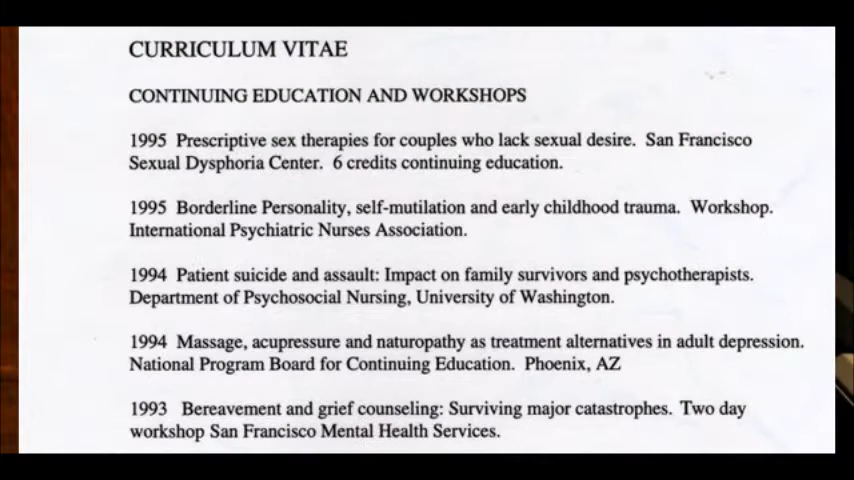 CURRICULUM VITAE
CONTINUING EDUCATION AND WORKSHOPS
1995 Prescriptive sex therapies for couples who lack sexual desire. San Francisco
Sexual Dysphoria Center. 6 credits continuing education.
1995 Borderline Personality, self-mutilation and early childhood trauma. Workshop.
International Psychiatric Nurses Association.
1994 Patient suicide and assault: Impact on family survivors and psychotherapists.
Department of Psychosocial Nursing, University of Washington.
1994 Massage, acupressure and naturopathy as treatment alternatives in adult depression.
National Program Board for Continuing Education. Phoenix, AZ
1993 Bereavement and grief counseling: Surviving major catastrophes. Two day
workshop San Francisco Mental Health Services.